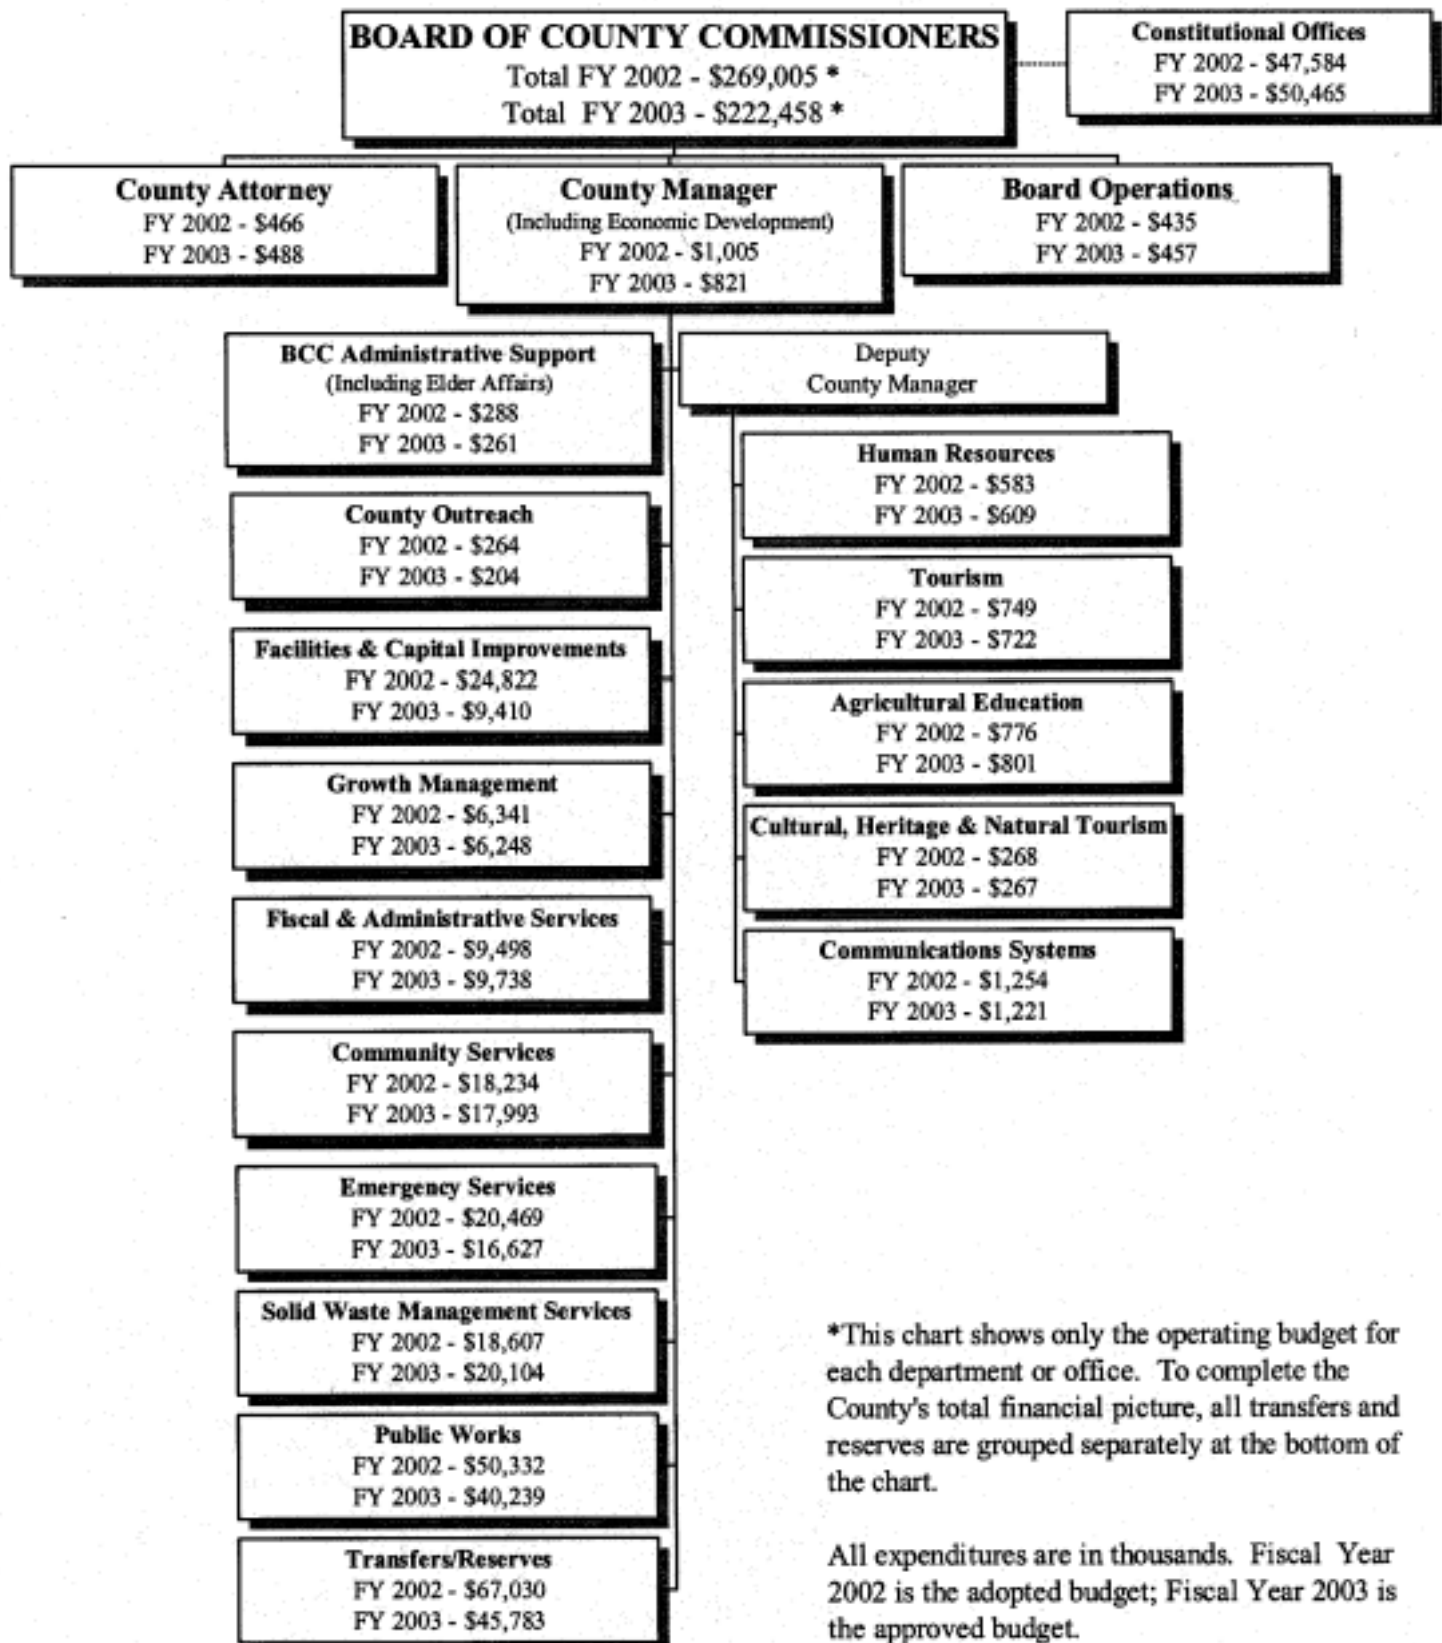 BOARD OF COUNTY COMMISSIONERS
Total FY 2002 - $269,005 *
Total FY 2003 - $222,458 *
Constitutional Offices
FY 2002 - $47,584
FY 2003 - $50,465
County Attorney
FY 2002 - $466
FY 2003 - $488
County Manager
(Including Economic Development)
FY 2002 - $1,005
FY 2003 - $821
Board Operations
FY 2002 - $435
FY 2003 - $457
BCC Administrative Support
(Including Elder Affairs)
FY 2002 - $288
FY 2003 - $261
County Outreach
FY 2002 - $264
FY 2003 - $204
Facilities & Capital Improvements
FY 2002 - $24,822
FY 2003 - $9,410
Growth Management
FY 2002 - $6,341
FY 2003 - $6,248
Fiscal & Administrative Services
FY 2002 - $9,498
FY 2003 - $9,738
Community Services
FY 2002 - $18,234
FY 2003 - $17,993
Emergency Services
FY 2002 - $20,469
FY 2003 - $16,627
Solid Waste Management Services
FY 2002 - $18,607
FY 2003 - $20,104
Public Works
FY 2002 - $50,332
FY 2003 - $40,239
Transfers/Reserves
FY 2002 - $67,030
FY 2003 - $45,783
Deputy
County Manager
Human Resources
FY 2002 - $583
FY 2003 - $609
Tourism
FY 2002 - $749
FY 2003 - $722
Agricultural Education
FY 2002 - $776
FY 2003 - $801
Cultural, Heritage & Natural Tourism
FY 2002 - $268
FY 2003 - $267
Communications Systems
FY 2002 - $1,254
FY 2003 - $1,221
*This chart shows only the operating budget for
each department or office. To complete the
County's total financial picture, all transfers and
reserves are grouped separately at the bottom of
the chart.
All expenditures are in thousands. Fiscal Year
2002 is the adopted budget; Fiscal Year 2003 is
the approved budget.